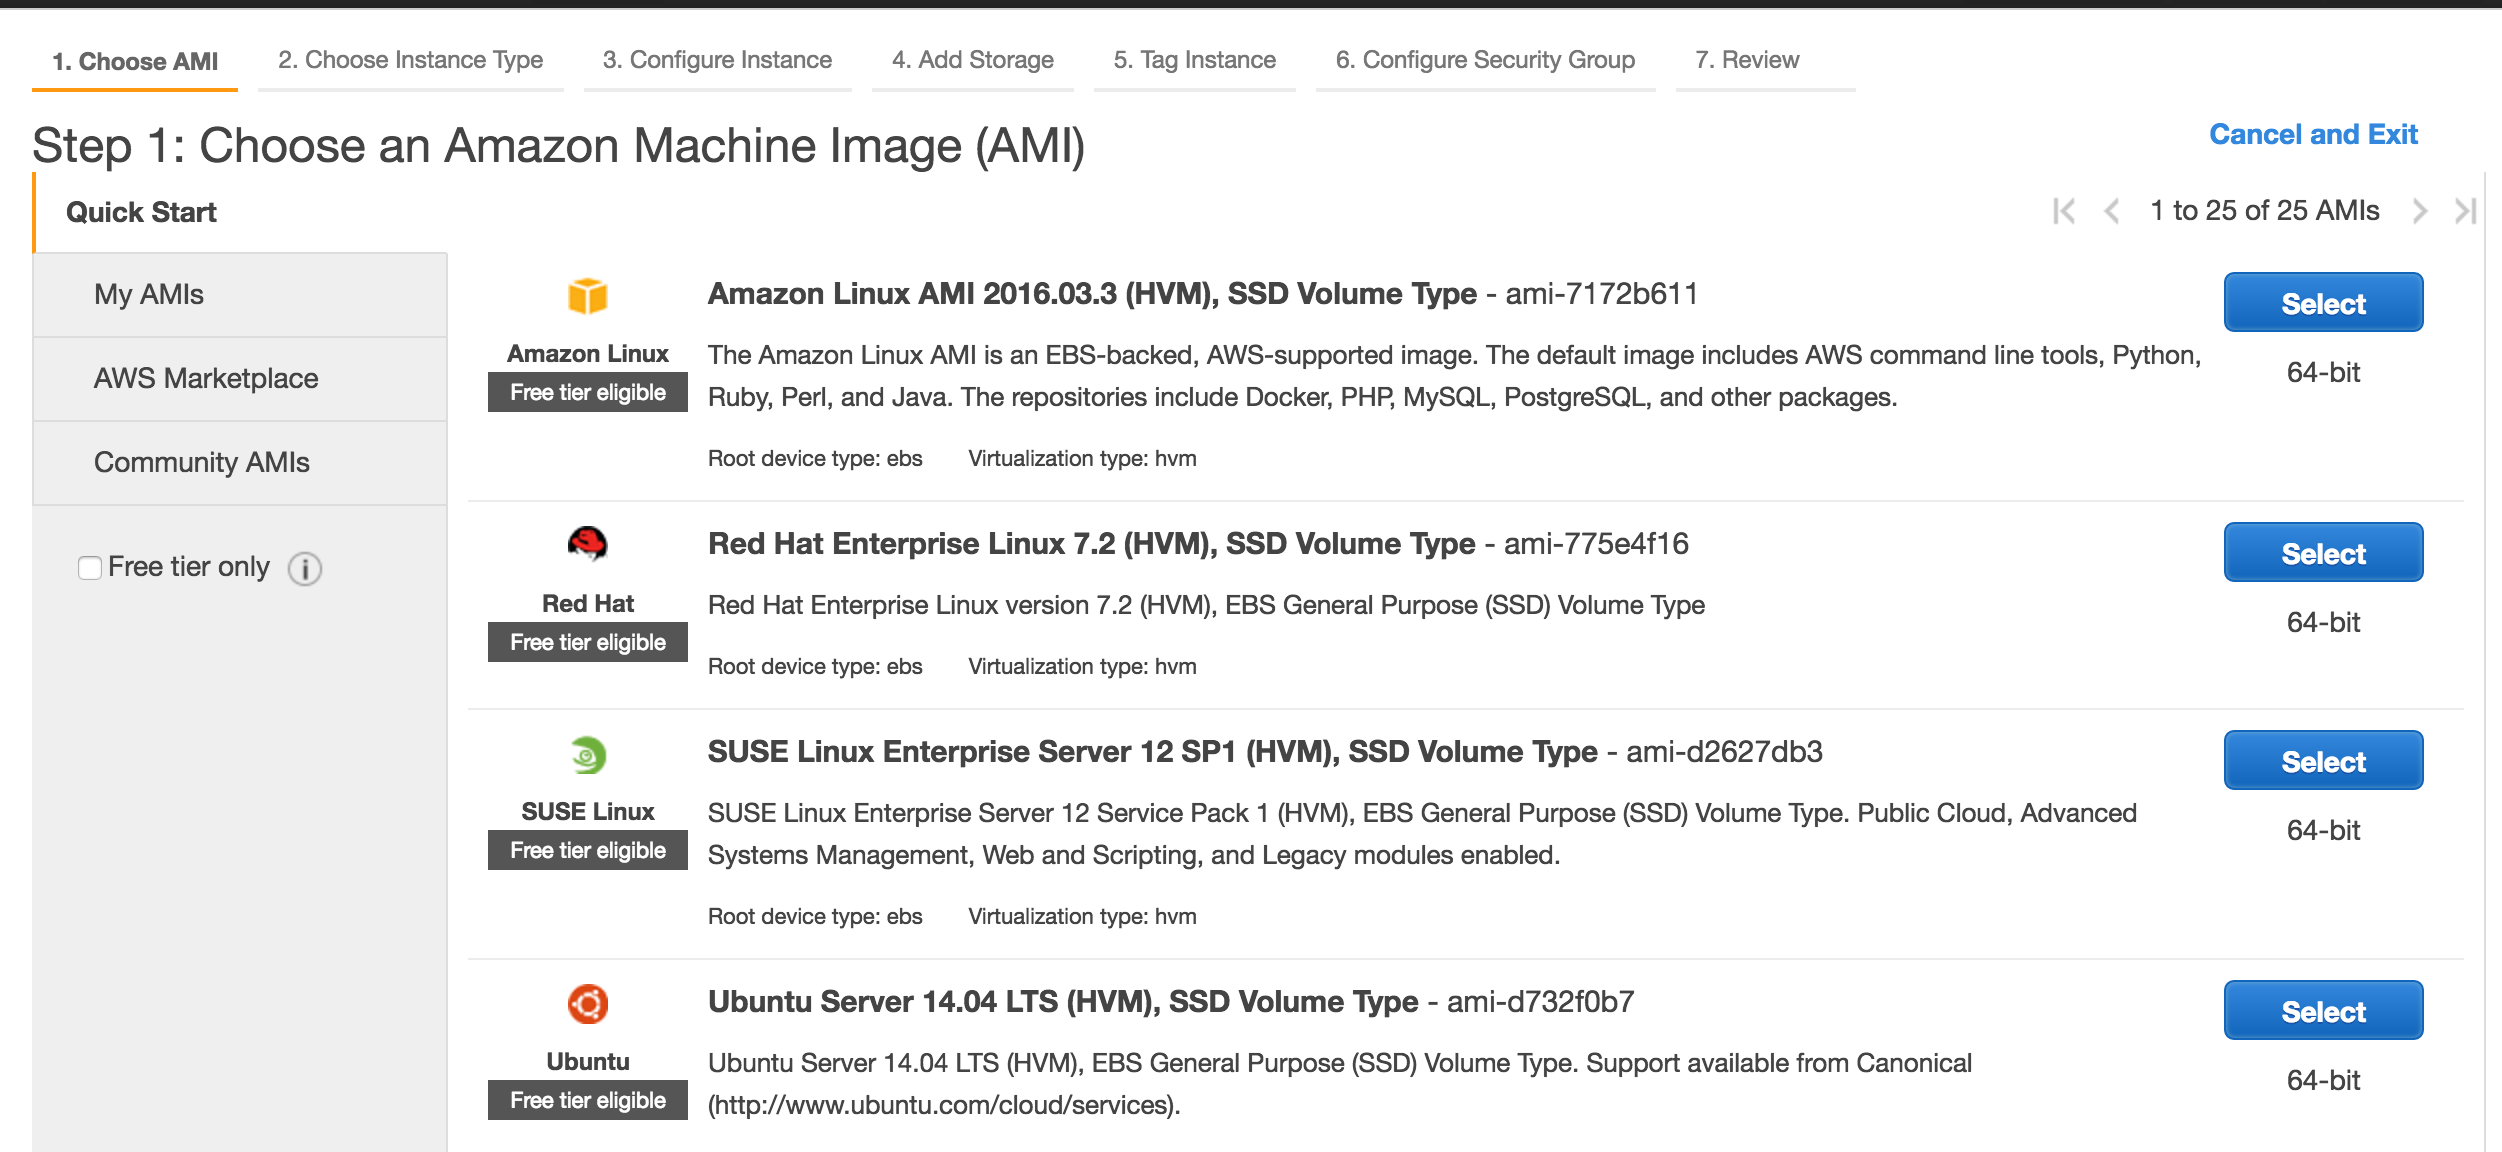 1. Choose AMI 2. Choose Instance Type 3. Configure Instance 4. Add Storage 5. Tag Instance 6. Configure Security Group 7. Review
Step 1: Choose an Amazon Machine Image (AMI)
Cancel and Exit
Quick Start
My AMIs
AWS Marketplace
Community AMIs
Free tier only
1 to 25 of 25 AMIs
Amazon Linux
Free tier eligible
Amazon Linux AMI 2016.03.3 (HVM), SSD Volume Type - ami-7172b611
The Amazon Linux AMI is an EBS-backed, AWS-supported image. The default image includes AWS command line tools, Python,
Ruby, Perl, and Java. The repositories include Docker, PHP, MySQL, PostgreSQL, and other packages.
Root device type: ebs Virtualization type: hvm
Select
64-bit
Red Hat
Free tier eligible
Red Hat Enterprise Linux 7.2 (HVM), SSD Volume Type - ami-775e4f16
Red Hat Enterprise Linux version 7.2 (HVM), EBS General Purpose (SSD) Volume Type
Root device type: ebs Virtualization type: hvm
Select
64-bit
SUSE Linux
Free tier eligible
SUSE Linux Enterprise Server 12 SP1 (HVM), SSD Volume Type - ami-d2627db3
SUSE Linux Enterprise Server 12 Service Pack 1 (HVM), EBS General Purpose (SSD) Volume Type. Public Cloud, Advanced
Systems Management, Web and Scripting, and Legacy modules enabled.
Root device type: ebs Virtualization type: hvm
Select
64-bit
Ubuntu
Free tier eligible
Ubuntu Server 14.04 LTS (HVM), SSD Volume Type - ami-d732f0b7
Ubuntu Server 14.04 LTS (HVM), EBS General Purpose (SSD) Volume Type. Support available from Canonical
(http://www.ubuntu.com/cloud/services).
Select
64-bit